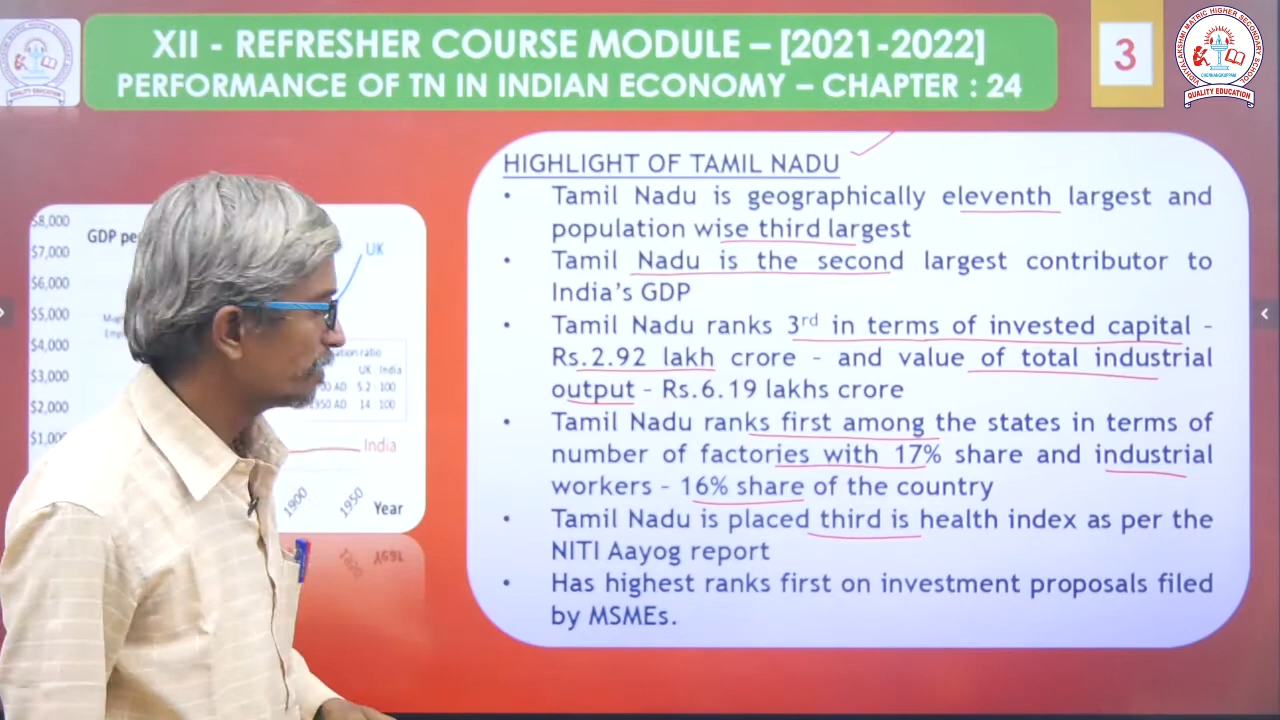 XII - REFRESHER COURSE MODULE – [2021-2022]
PERFORMANCE OF TN IN INDIAN ECONOMY – CHAPTER : 24
3
CHENNANGKUPPAM
QUALITY EDUCATION
QUALITY EDUCATION
HIGHLIGHT OF TAMIL NADU
• Tamil Nadu is geographically eleventh largest and
population wise third largest
• Tamil Nadu is the second largest contributor to
India's GDP
• Tamil Nadu ranks 3rd in terms of invested capital –
Rs.2.92 lakh crore – and value of total industrial
output – Rs.6.19 lakhs crore
• Tamil Nadu ranks first among the states in terms of
number of factories with 17% share and industrial
workers – 16% share of the country
• Tamil Nadu is placed third is health index as per the
NITI Aayog report
• Has highest ranks first on investment proposals filed
by MSMEs.
$8,000
GDP
UK
$7,000
$6,000
$5,000
$4,000
$3,000
$2,000
ratio
UK India
AD 5.2 : 100
1950 AD 14 : 100
India
1900
1950
Year